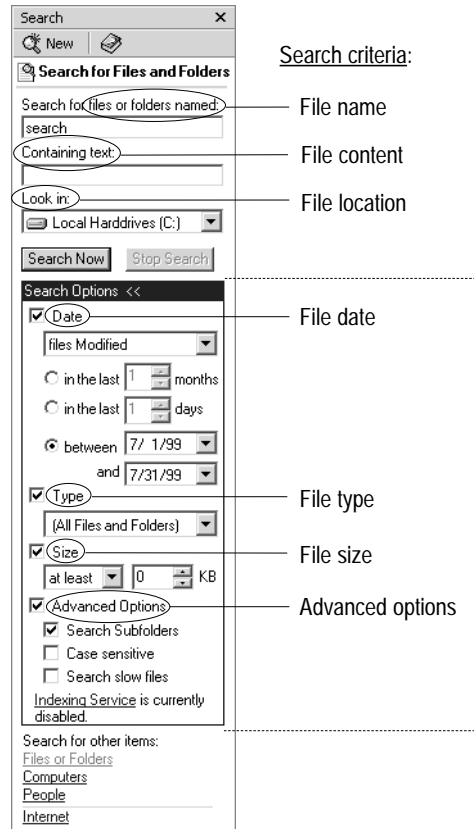 Search
New
Search for Files and Folders
Search criteria:
Search for files or folders named:
File name
search
Containing text:
File content
Look in:
File location
Local Harddrives (C:)
Search Now Stop Search
Search Options <<
Date
File date
files Modified
in the last 1 months
in the last 1 days
between 7/ 1/99
and 7/31/99
Type
File type
(All Files and Folders)
Size
File size
at least 0 KB
Advanced Options
Advanced options
Search Subfolders
Case sensitive
Search slow files
Indexing Service is currently
disabled.
Search for other items:
Files or Folders
Computers
People
Internet